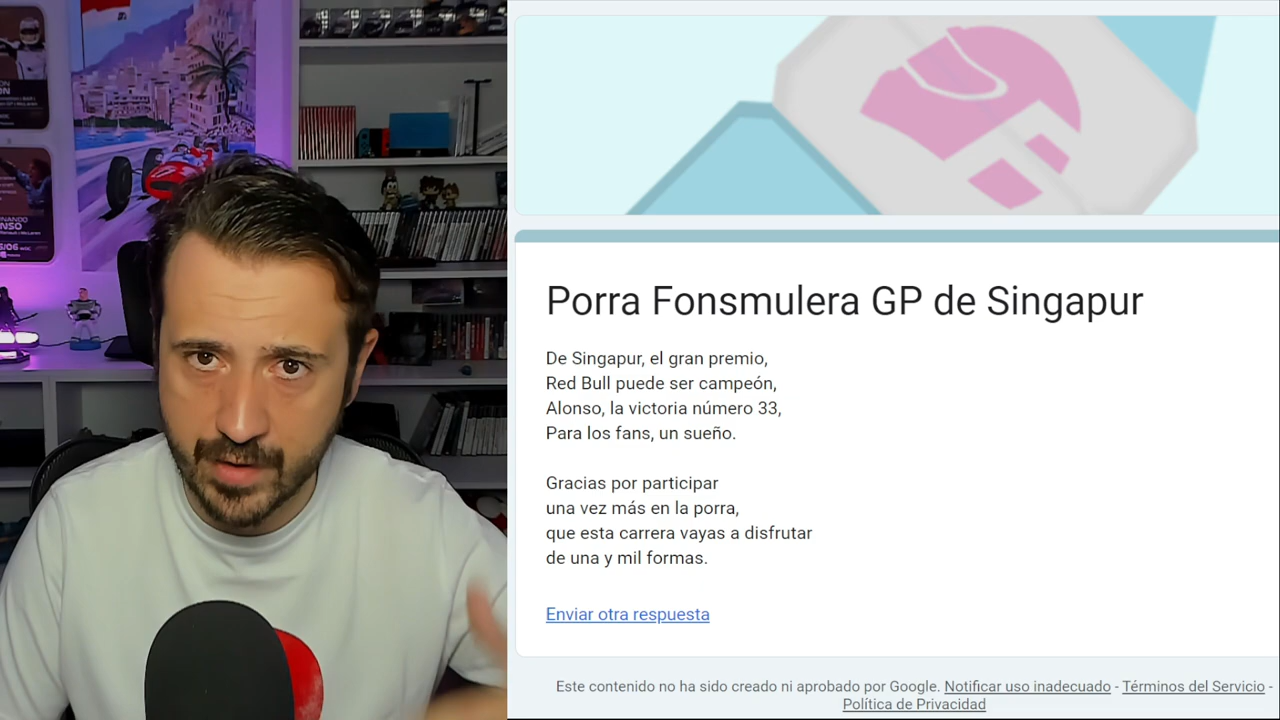 NANDO
NSO
Porra Fonsmulera GP de Singapur
De Singapur, el gran premio,
Red Bull puede ser campeón,
Alonso, la victoria número 33,
Para los fans, un sueño.
Gracias por participar
una vez más en la porra,
que esta carrera vayas a disfrutar
de una y mil formas.
Enviar otra respuesta
Este contenido no ha sido creado ni aprobado por Google. Notificar uso inadecuado - Términos del Servicio -
Política de Privacidad